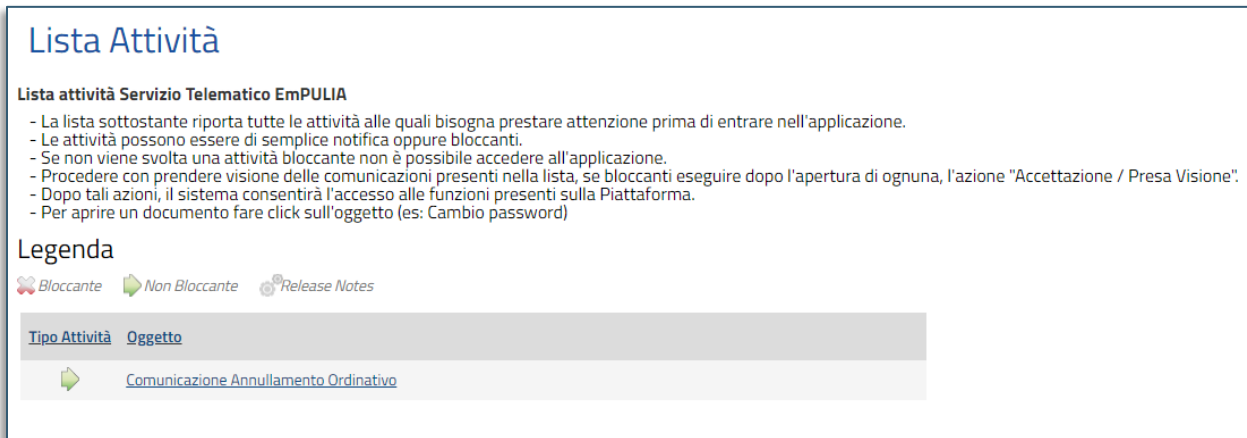 Lista Attività
Lista attività Servizio Telematico EmPULIA
- La lista sottostante riporta tutte le attività alle quali bisogna prestare attenzione prima di entrare nell'applicazione.
- Le attività possono essere di semplice notifica oppure bloccanti.
- Se non viene svolta una attività bloccante non è possibile accedere all'applicazione.
- Procedere con prendere visione delle comunicazioni presenti nella lista, se bloccanti eseguire dopo l'apertura di ognuna, l'azione "Accettazione / Presa Visione".
- Dopo tali azioni, il sistema consentirà l'accesso alle funzioni presenti sulla Piattaforma.
- Per aprire un documento fare click sull'oggetto (es: Cambio password)
Legenda
Bloccante Non Bloccante Release Notes
Tipo Attività Oggetto
Comunicazione Annullamento Ordinativo